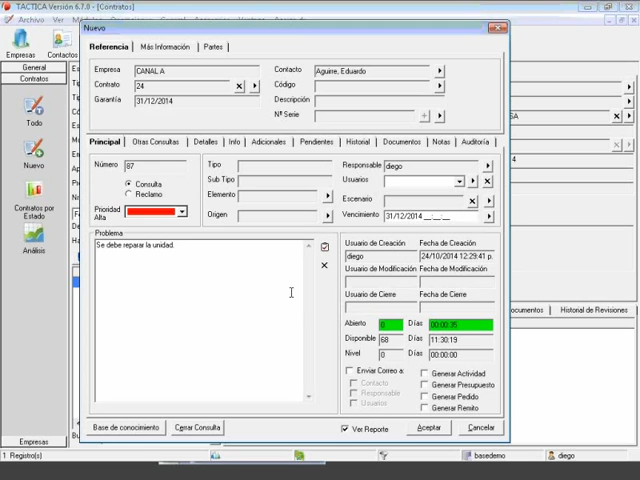 TACTICA Versión 6.7.0 - [Contratos]
Archivo Ver
Nuevo
Empresas
Contactos
General
Contratos
Todo
Nuevo
Contratos por
Estado
Análisis
Empresas
Referencia Más Información Partes
Empresa CANAL A Contacto Aguirre, Eduardo
Contrato 24 Código
Garantía 31/12/2014 Descripción
Nº Serie
Principal Otras Consultas Detalles Info Adicionales Pendientes Historial Documentos Notas Auditoría
Número 87
Consulta
Reclamo
Prioridad
Alta
Tipo
Sub Tipo
Elemento
Origen
Responsable diego
Usuarios
Escenario
Vencimiento 31/12/2014 __:__:__
Problema
Se debe reparar la unidad.
Usuario de Creación Fecha de Creación
diego 24/10/2014 12:29:41 p.
Usuario de Modificación Fecha de Modificación
Usuario de Cierre Fecha de Cierre
Abierto 0 Días 00:00:35
Disponible 68 Días 11:30:19
Nivel 0 Días 00:00:00
Enviar Correo a:
Contacto
Responsable
Usuarios
Generar Actividad
Generar Presupuesto
Generar Pedido
Generar Remito
Base de conocimiento Cerrar Consulta Ver Reporte Aceptar Cancelar
SA
4
ocumentos Historial de Revisiones
1 Registro(s) basedemo diego